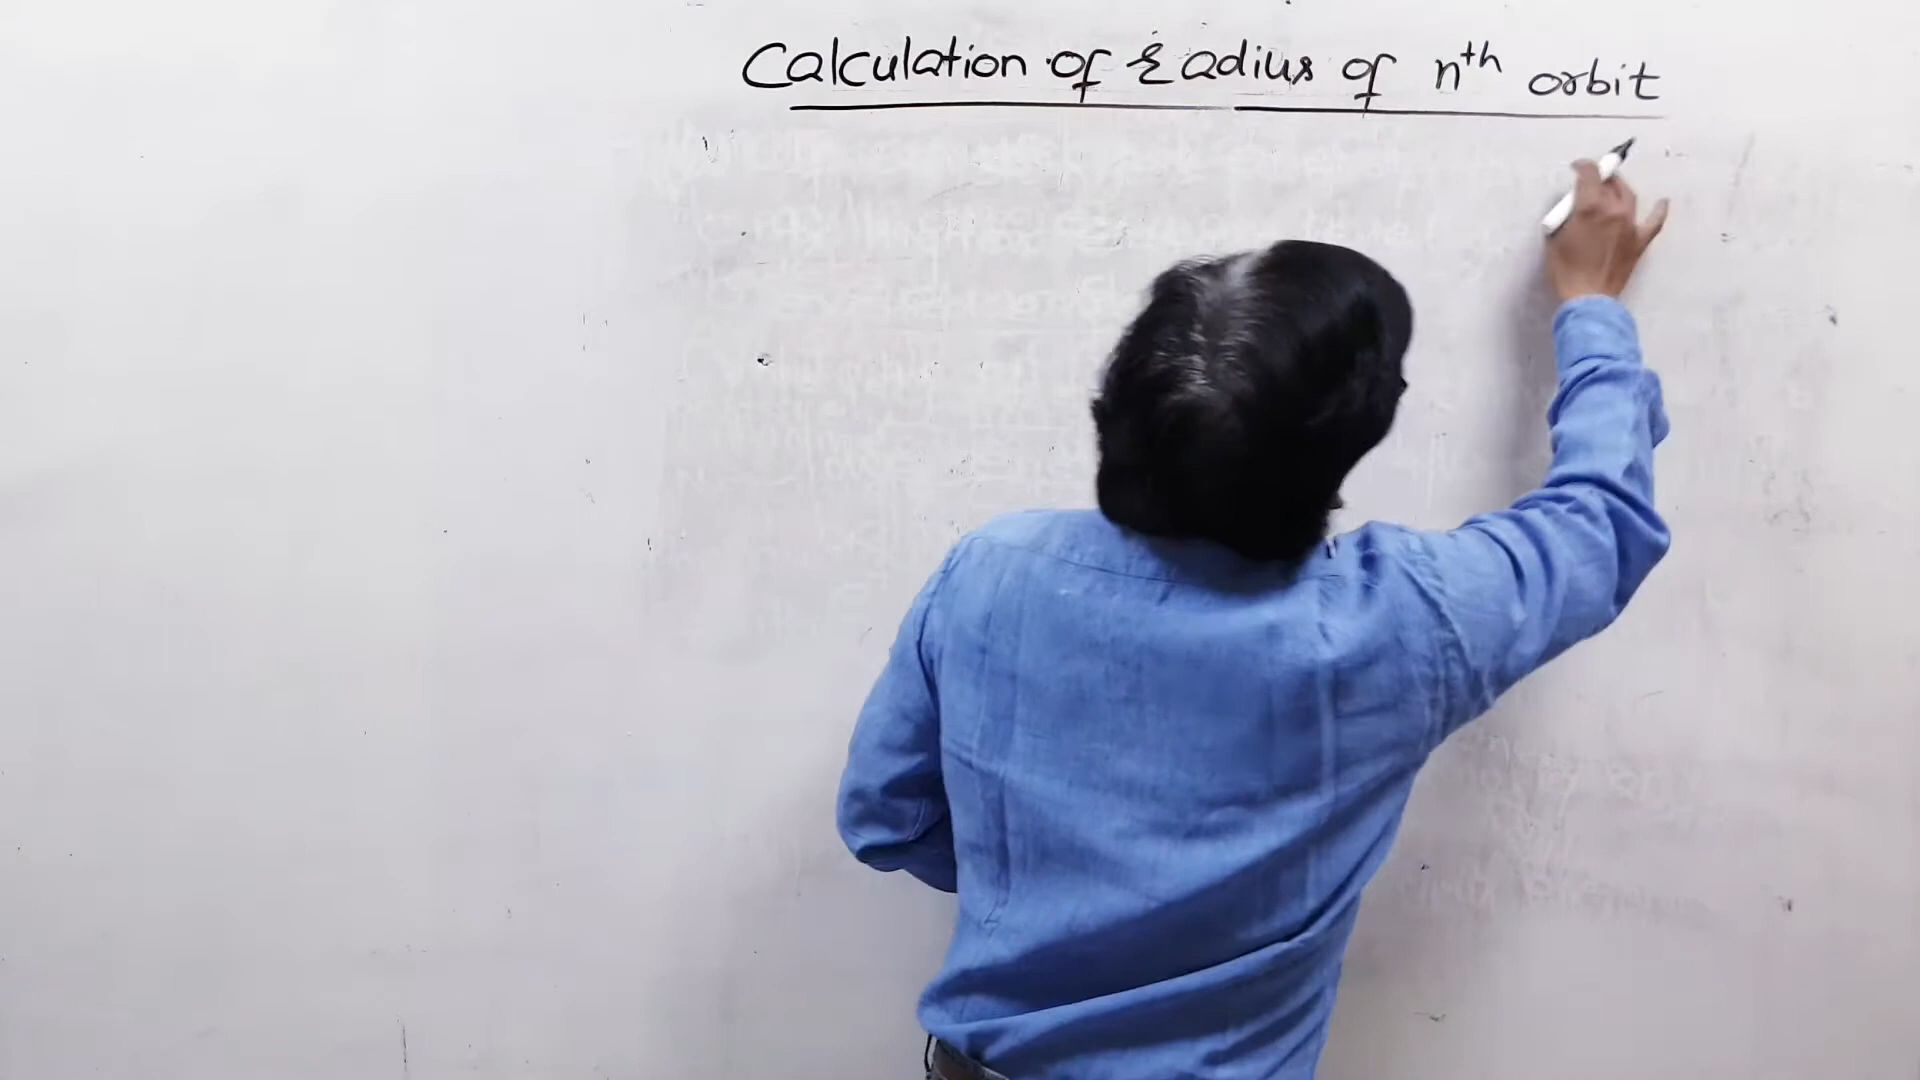 Calculation of radius of nth orbit